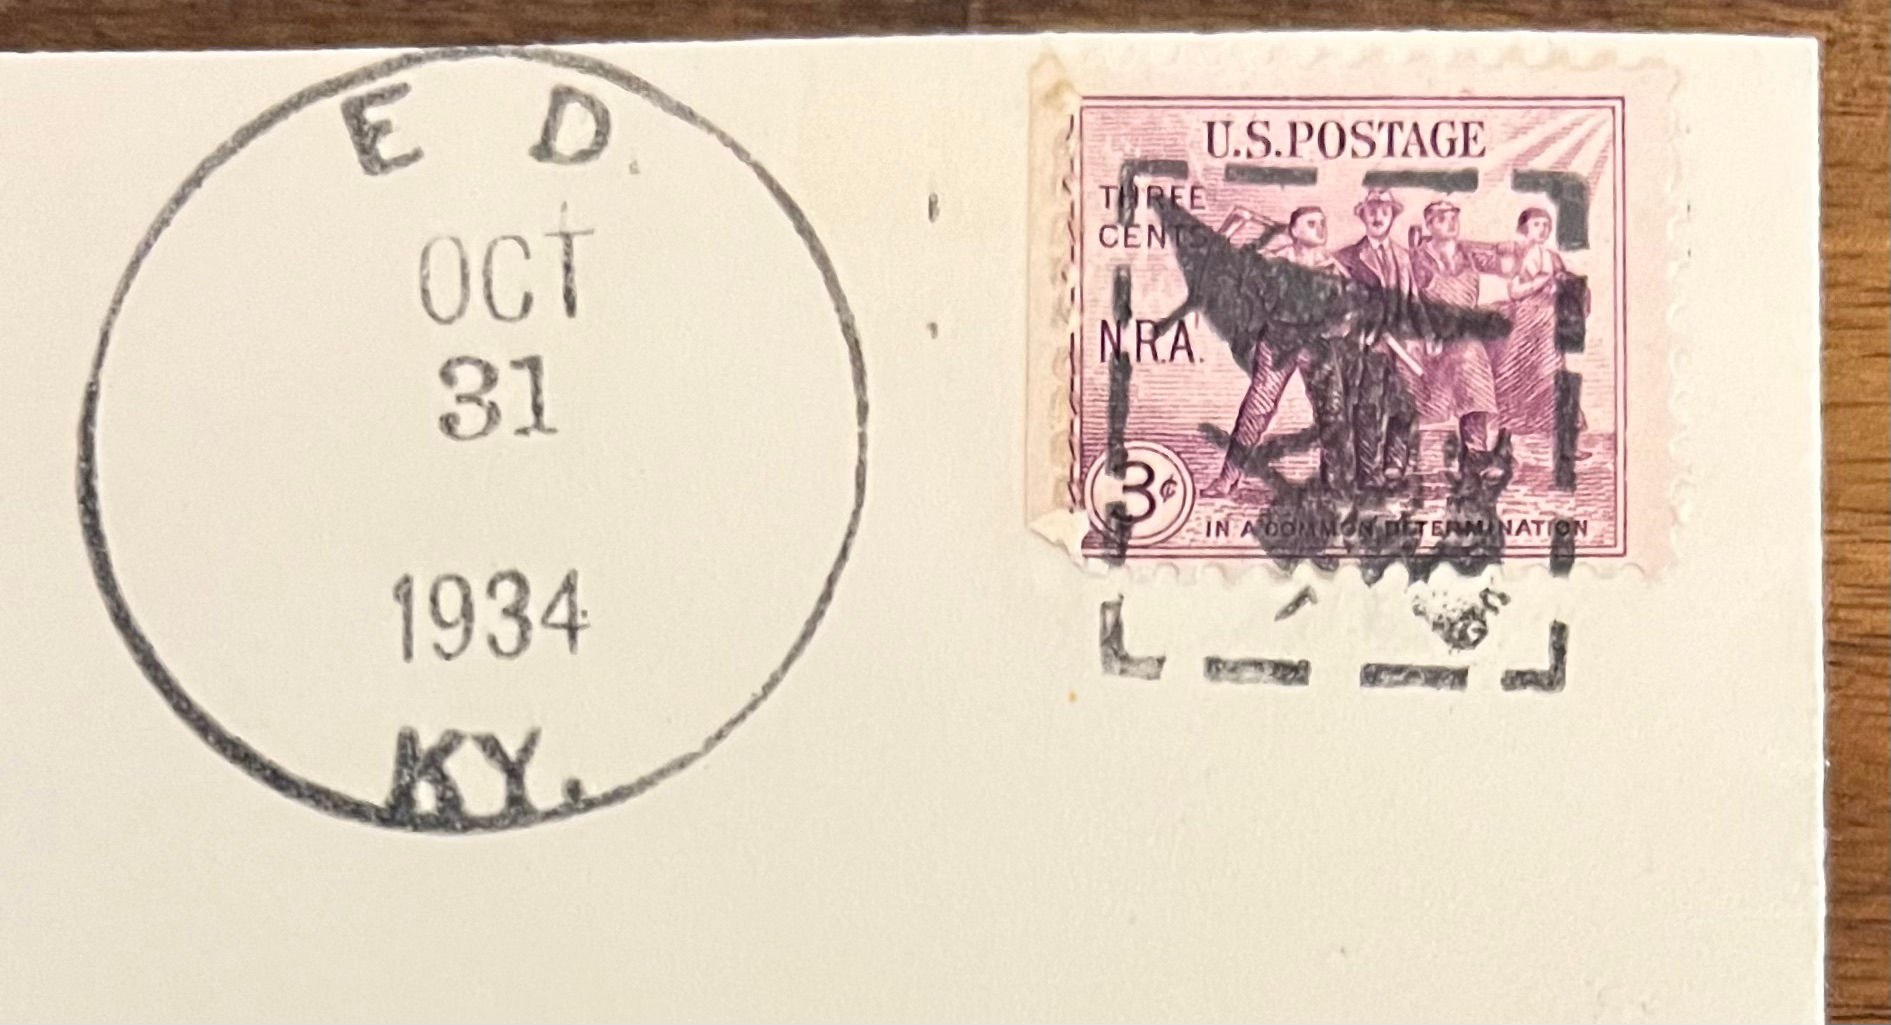 E D.
OCT
31
1934
KY.
U.S. POSTAGE
THREE
CENTS
N.R.A.
3¢
IN A COMMON DETERMINATION